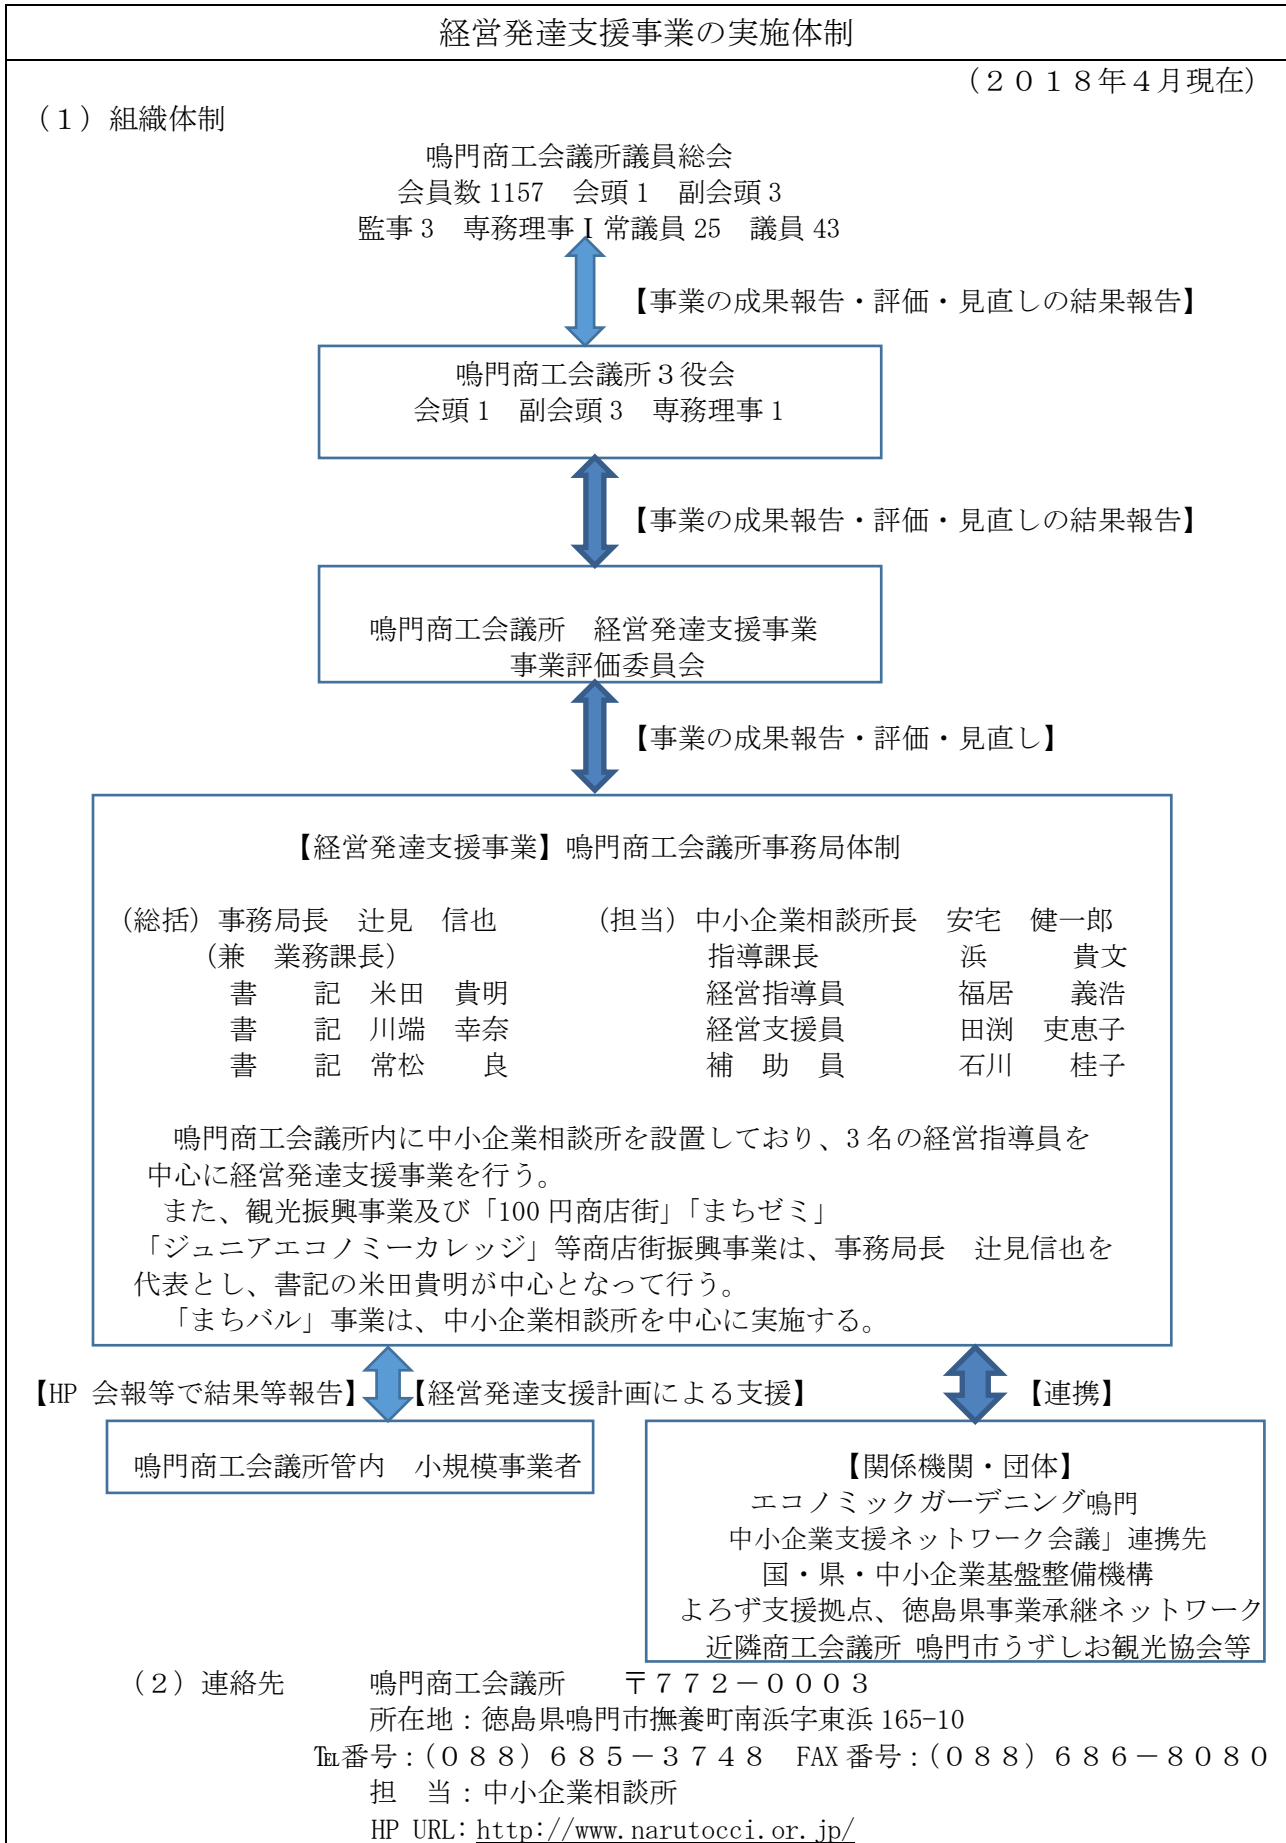 経営発達支援事業の実施体制
（２０１８年４月現在）
（１）組織体制
鳴門商工会議所議員総会
会員数 1157　会頭 1　副会頭 3
監事 3　専務理事Ⅰ常議員 25　議員 43
【事業の成果報告・評価・見直しの結果報告】
鳴門商工会議所３役会
会頭 1　副会頭 3　専務理事 1
【事業の成果報告・評価・見直しの結果報告】
鳴門商工会議所　経営発達支援事業
事業評価委員会
【事業の成果報告・評価・見直し】
【経営発達支援事業】鳴門商工会議所事務局体制
（総括）事務局長　辻見　信也　　　（担当）中小企業相談所長　安宅　健一郎
（兼　業務課長）　　　指導課長　　　浜　　　貴文
書　　記　米田　貴明　　　経営指導員　　　福居　　義浩
書　　記　川端　幸奈　　　経営支援員　　　田渕　吏恵子
書　　記　常松　　良　　　補　助　員　　　石川　　桂子
鳴門商工会議所内に中小企業相談所を設置しており、3 名の経営指導員を
中心に経営発達支援事業を行う。
また、観光振興事業及び「100 円商店街」「まちゼミ」
「ジュニアエコノミーカレッジ」等商店街振興事業は、事務局長　辻見信也を
代表とし、書記の米田貴明が中心となって行う。
「まちバル」事業は、中小企業相談所を中心に実施する。
【HP 会報等で結果等報告】【経営発達支援計画による支援】　【連携】
鳴門商工会議所管内　小規模事業者
【関係機関・団体】
エコノミックガーデニング鳴門
中小企業支援ネットワーク会議」連携先
国・県・中小企業基盤整備機構
よろず支援拠点、徳島県事業承継ネットワーク
近隣商工会議所 鳴門市うずしお観光協会等
（２）連絡先　　　鳴門商工会議所　　〒７７２－０００３
所在地：徳島県鳴門市撫養町南浜字東浜 165-10
℡番号：（０８８）６８５－３７４８　FAX 番号：（０８８）６８６－８０８０
担　当：中小企業相談所
HP URL：http://www.narutocci.or.jp/